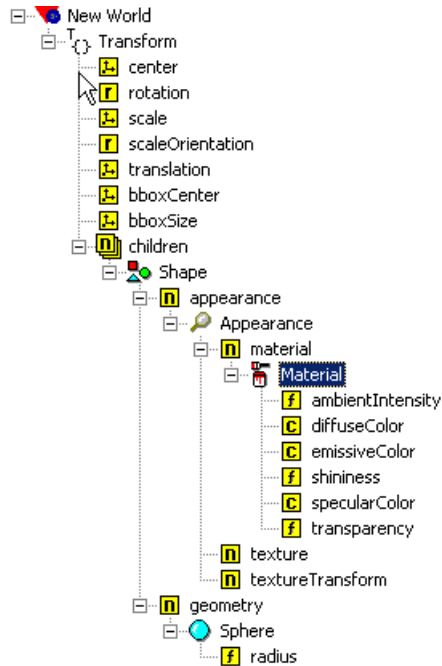 New World
T{} Transform
center
r rotation
scale
r scaleOrientation
translation
bboxCenter
bboxSize
n children
Shape
n appearance
Appearance
n material
Material
f ambientIntensity
C diffuseColor
C emissiveColor
f shininess
C specularColor
f transparency
n texture
n textureTransform
n geometry
Sphere
f radius